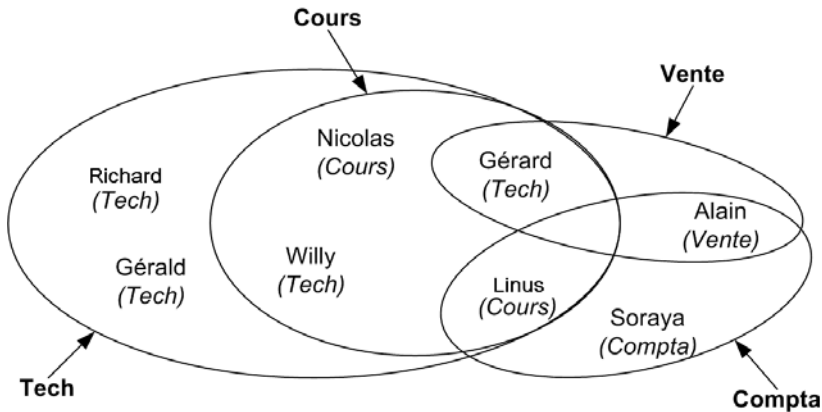 Cours
Vente
Nicolas
(Cours)
Gérard
(Tech)
Richard
(Tech)
Alain
(Vente)
Willy
(Tech)
Gérald
(Tech)
Linus
(Cours)
Soraya
(Compta)
Tech
Compta